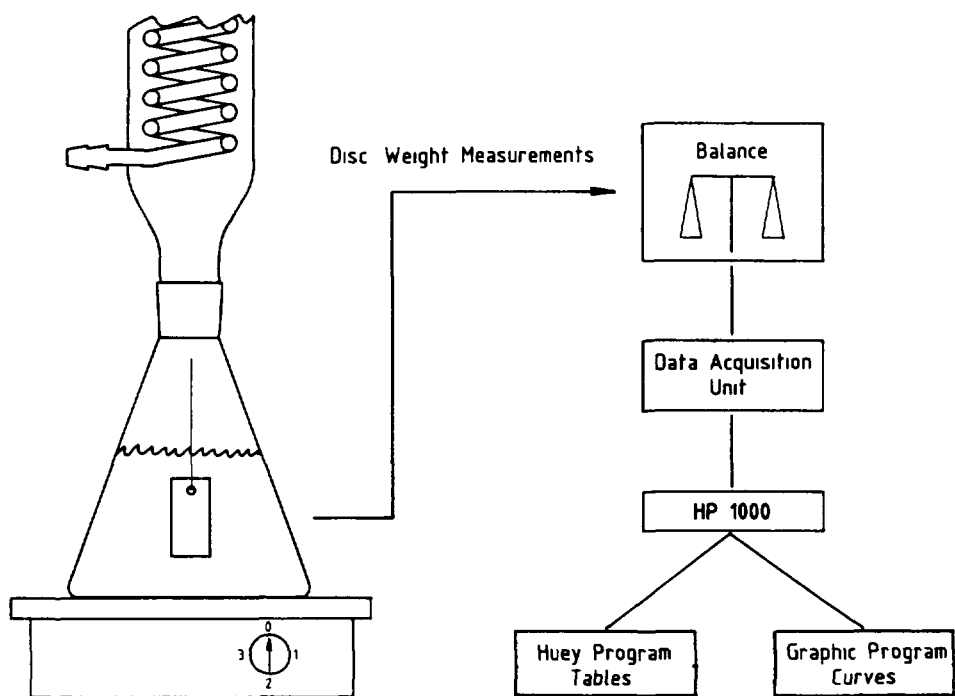 Disc Weight Measurements
Balance
Data Acquisition
Unit
HP 1000
Huey Program
Tables
Graphic Program
Curves
0
3
1
2